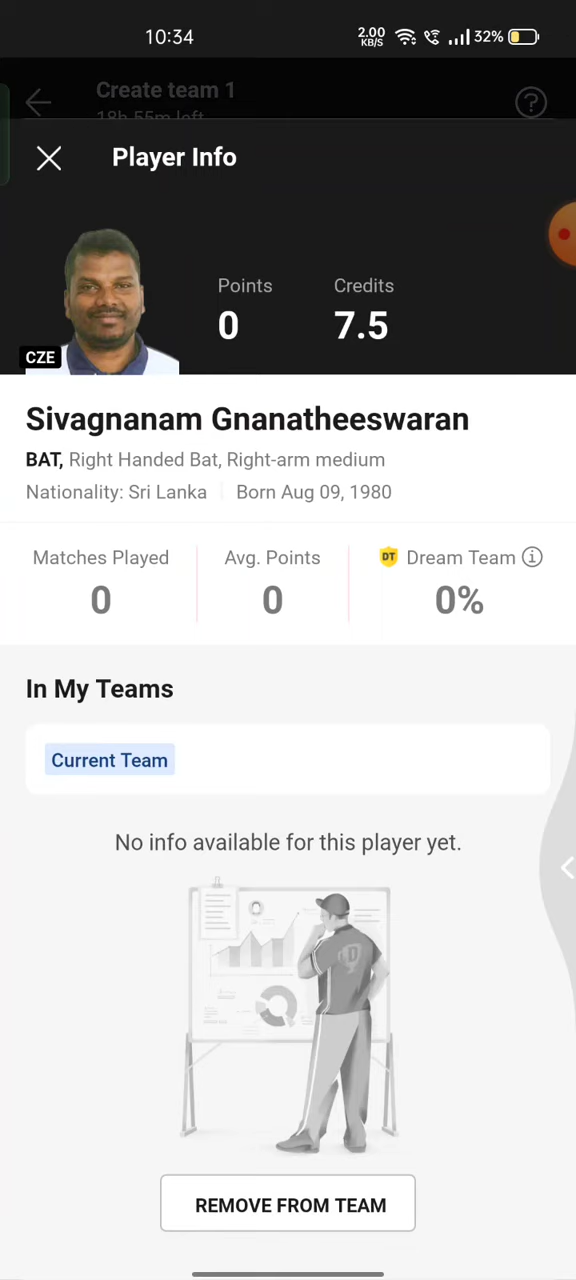 10:34
2.00
KB/S
32%
Create team 1
18h 55m left
Player Info
Points
Credits
0
7.5
CZE
Sivagnanam Gnanatheeswaran
BAT, Right Handed Bat, Right-arm medium
Nationality: Sri Lanka
Born Aug 09, 1980
Matches Played
Avg. Points
DT Dream Team
0
0
0%
In My Teams
Current Team
No info available for this player yet.
D
REMOVE FROM TEAM